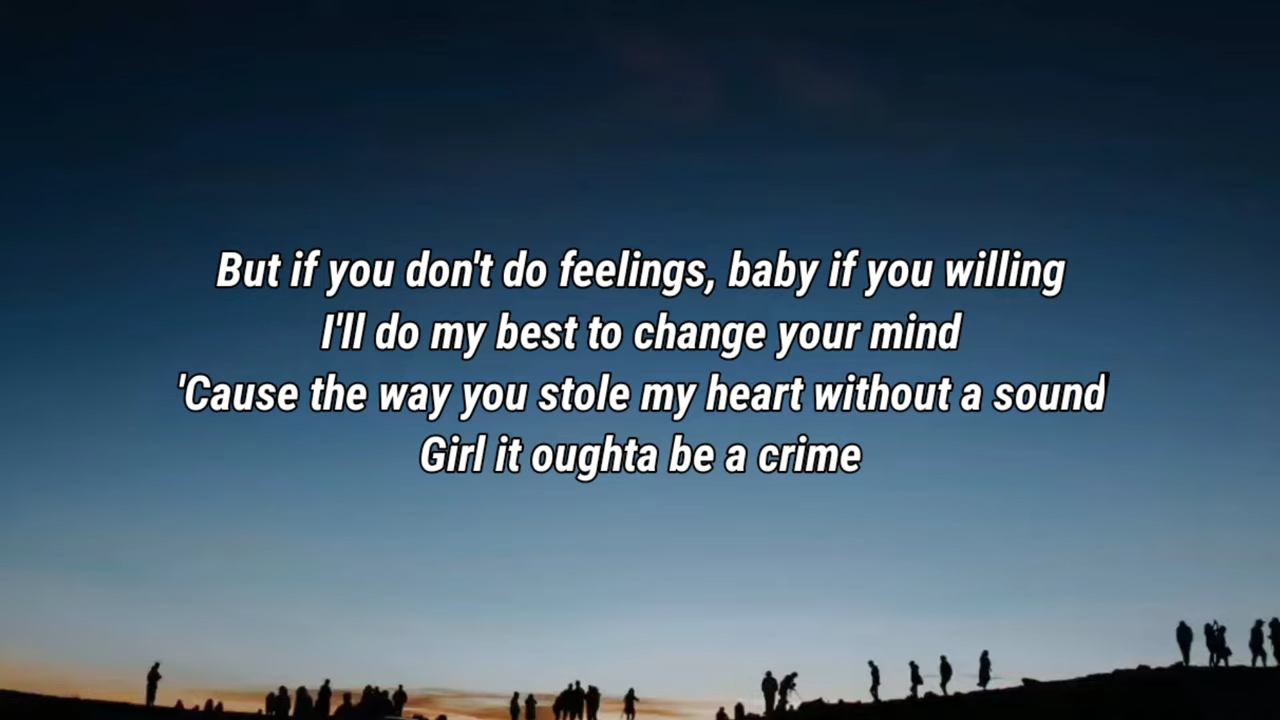 But if you don't do feelings, baby if you willing
I'll do my best to change your mind
'Cause the way you stole my heart without a sound
Girl it oughta be a crime